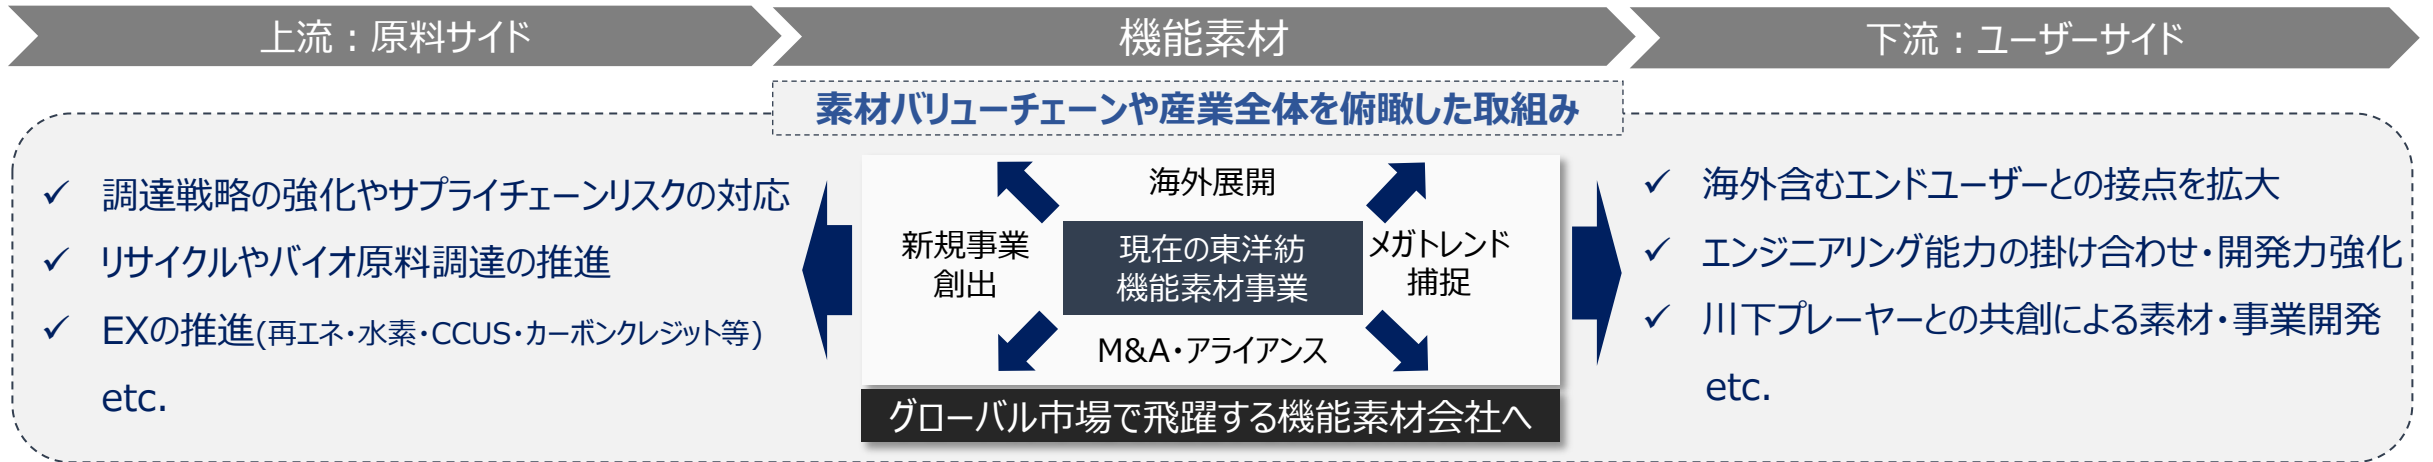 上流：原料サイド
機能素材
下流：ユーザーサイド
素材バリューチェーンや産業全体を俯瞰した取組み
✓ 調達戦略の強化やサプライチェーンリスクの対応
✓ リサイクルやバイオ原料調達の推進
✓ EXの推進(再エネ・水素・CCUS・カーボンクレジット等)
etc.
海外展開
新規事業
創出
現在の東洋紡
機能素材事業
メガトレンド
捕捉
M&A・アライアンス
グローバル市場で飛躍する機能素材会社へ
✓ 海外含むエンドユーザーとの接点を拡大
✓ エンジニアリング能力の掛け合わせ・開発力強化
✓ 川下プレーヤーとの共創による素材・事業開発
etc.